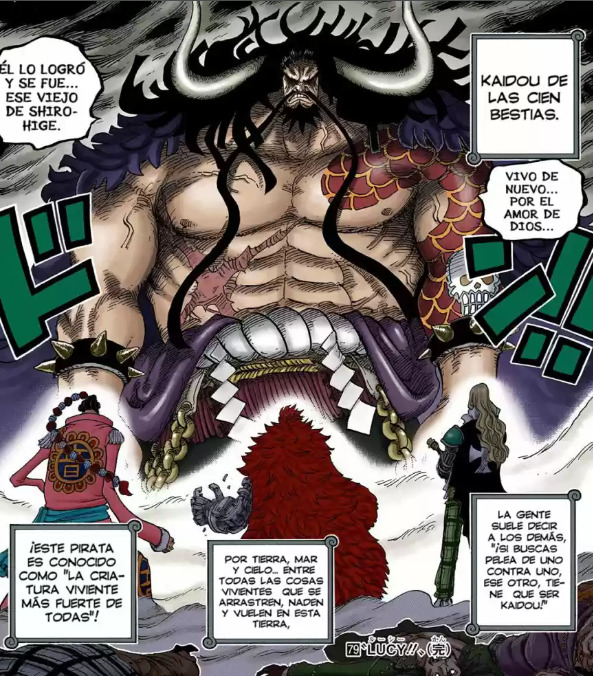 KAIDOU DE
LAS CIEN
BESTIAS.
ÉL LO LOGRÓ
Y SE FUE...
ESE VIEJO
DE SHIRO-
HIGE.
VIVO DE
NUEVO...
POR EL
AMOR DE
DIOS...
ドン!!
LA GENTE
SUELE DECIR
A LOS DEMÁS,
"¡SI BUSCAS
PELEA DE UNO
CONTRA UNO,
ESE OTRO, TIE-
NE QUE SER
KAIDOU!"
POR TIERRA, MAR
Y CIELO... ENTRE
TODAS LAS COSAS
VIVIENTES QUE SE
ARRASTREN, NADEN
Y VUELEN EN ESTA
TIERRA,
¡ESTE PIRATA
ES CONOCIDO
COMO "LA CRIA-
TURA VIVIENTE
MÁS FUERTE DE
TODAS"!
79 "LUCY!!" (完)